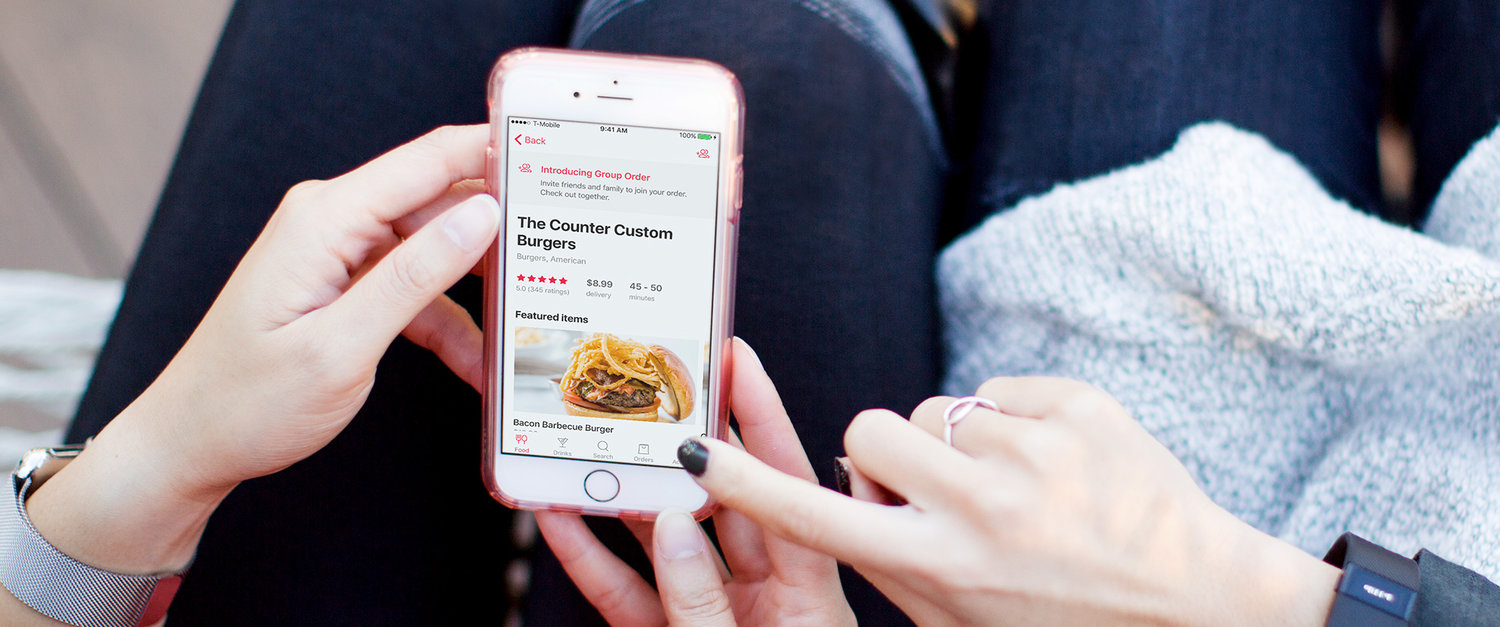 T-Mobile 9:41 AM 100%
Back
Introducing Group Order
Invite friends and family to join your order.
Check out together.
The Counter Custom
Burgers
Burgers, American
$8.99 45 - 50
5.0 (345 ratings) delivery minutes
Featured items
Bacon Barbecue Burger
Food Drinks Search Orders